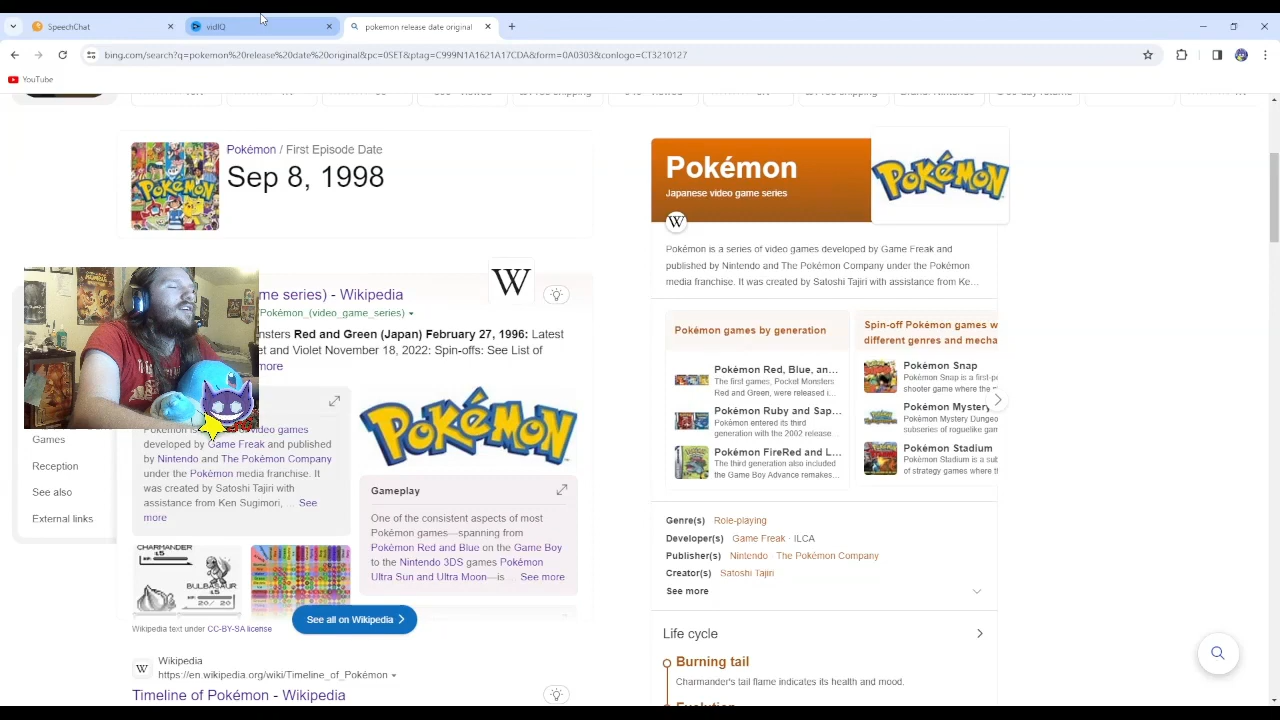 SpeechChat
vidIQ
pokemon release date original
bing.com/search?q=pokemon%20release%20date%20original&pc=0SET&ptag=C999N1A1621A17CDA&form=0A0303&conlogo=CT3210127
YouTube
Pokémon / First Episode Date
Sep 8, 1998
POKéMON
me series) - Wikipedia
Pokémon_(video_game_series)
W
nsters Red and Green (Japan) February 27, 1996: Latest
et and Violet November 18, 2022: Spin-offs: See List of
more
Games
Reception
See also
External links
video games
developed by Game Freak and published
by Nintendo and The Pokémon Company
under the Pokémon media franchise. It
was created by Satoshi Tajiri with
assistance from Ken Sugimori, ... See
more
POKéMON
Gameplay
One of the consistent aspects of most
Pokémon games—spanning from
Pokémon Red and Blue on the Game Boy
to the Nintendo 3DS games Pokémon
Ultra Sun and Ultra Moon—is ... See more
CHARMANDER
BULBASAUR
20/ 20
See all on Wikipedia
Wikipedia text under CC-BY-SA license
W
Wikipedia
https://en.wikipedia.org/wiki/Timeline_of_Pokémon
Timeline of Pokémon - Wikipedia
Pokémon
Japanese video game series
POKéMON
W
Pokémon is a series of video games developed by Game Freak and
published by Nintendo and The Pokémon Company under the Pokémon
media franchise. It was created by Satoshi Tajiri with assistance from Ke...
Pokémon games by generation
Pokémon Red, Blue, an...
The first games, Pocket Monsters
Red and Green, were released i...
Pokémon Ruby and Sap...
Pokémon entered its third
generation with the 2002 release...
Pokémon FireRed and L...
The third generation also included
the Game Boy Advance remakes...
Spin-off Pokémon games w
different genres and mecha
Pokémon Snap
Pokémon Snap is a first-pe
shooter game where the pl
Pokémon Mystery
Pokémon Mystery Dungeo
subseries of roguelike gam
Pokémon Stadium
Pokémon Stadium is a sub
of strategy games where th
Genre(s) Role-playing
Developer(s) Game Freak · ILCA
Publisher(s) Nintendo · The Pokémon Company
Creator(s) Satoshi Tajiri
See more
Life cycle
Burning tail
Charmander's tail flame indicates its health and mood.
Evolution